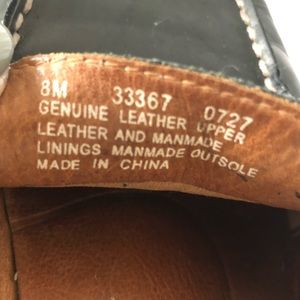 8M 33367 0727
GENUINE LEATHER UPPER
LEATHER AND MANMADE
LININGS MANMADE OUTSOLE
MADE IN CHINA